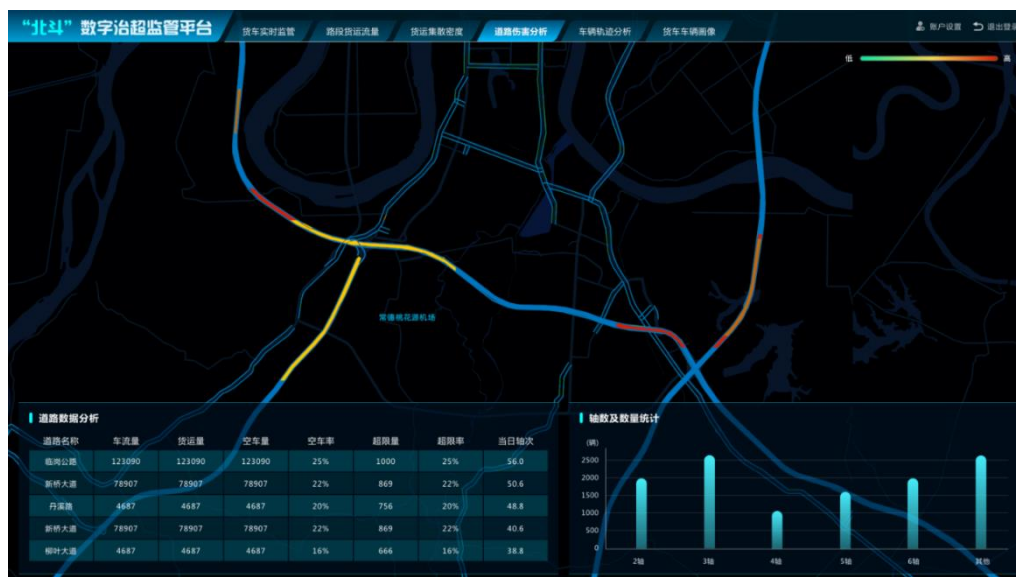 “北斗” 数字治超监管平台 货车实时监管 路段货运流量 货运集散密度 道路伤害分析 车辆轨迹分析 货车车辆画像 账户设置 退出登录
低 高
常德桃花源机场
道路数据分析
道路名称 车流量 货运量 空车量 空车率 超限量 超限率 当日轴次
临岗公路 123090 123090 123090 25% 1000 25% 56.0
新桥大道 78907 78907 78907 22% 869 22% 50.6
丹溪路 4687 4687 4687 20% 756 20% 48.8
新桥大道 78907 78907 78907 22% 869 22% 40.6
柳叶大道 4687 4687 4687 16% 666 16% 38.8
轴数及数量统计
(辆)
2500
2000
1500
1000
500
0
2轴 3轴 4轴 5轴 6轴 其他